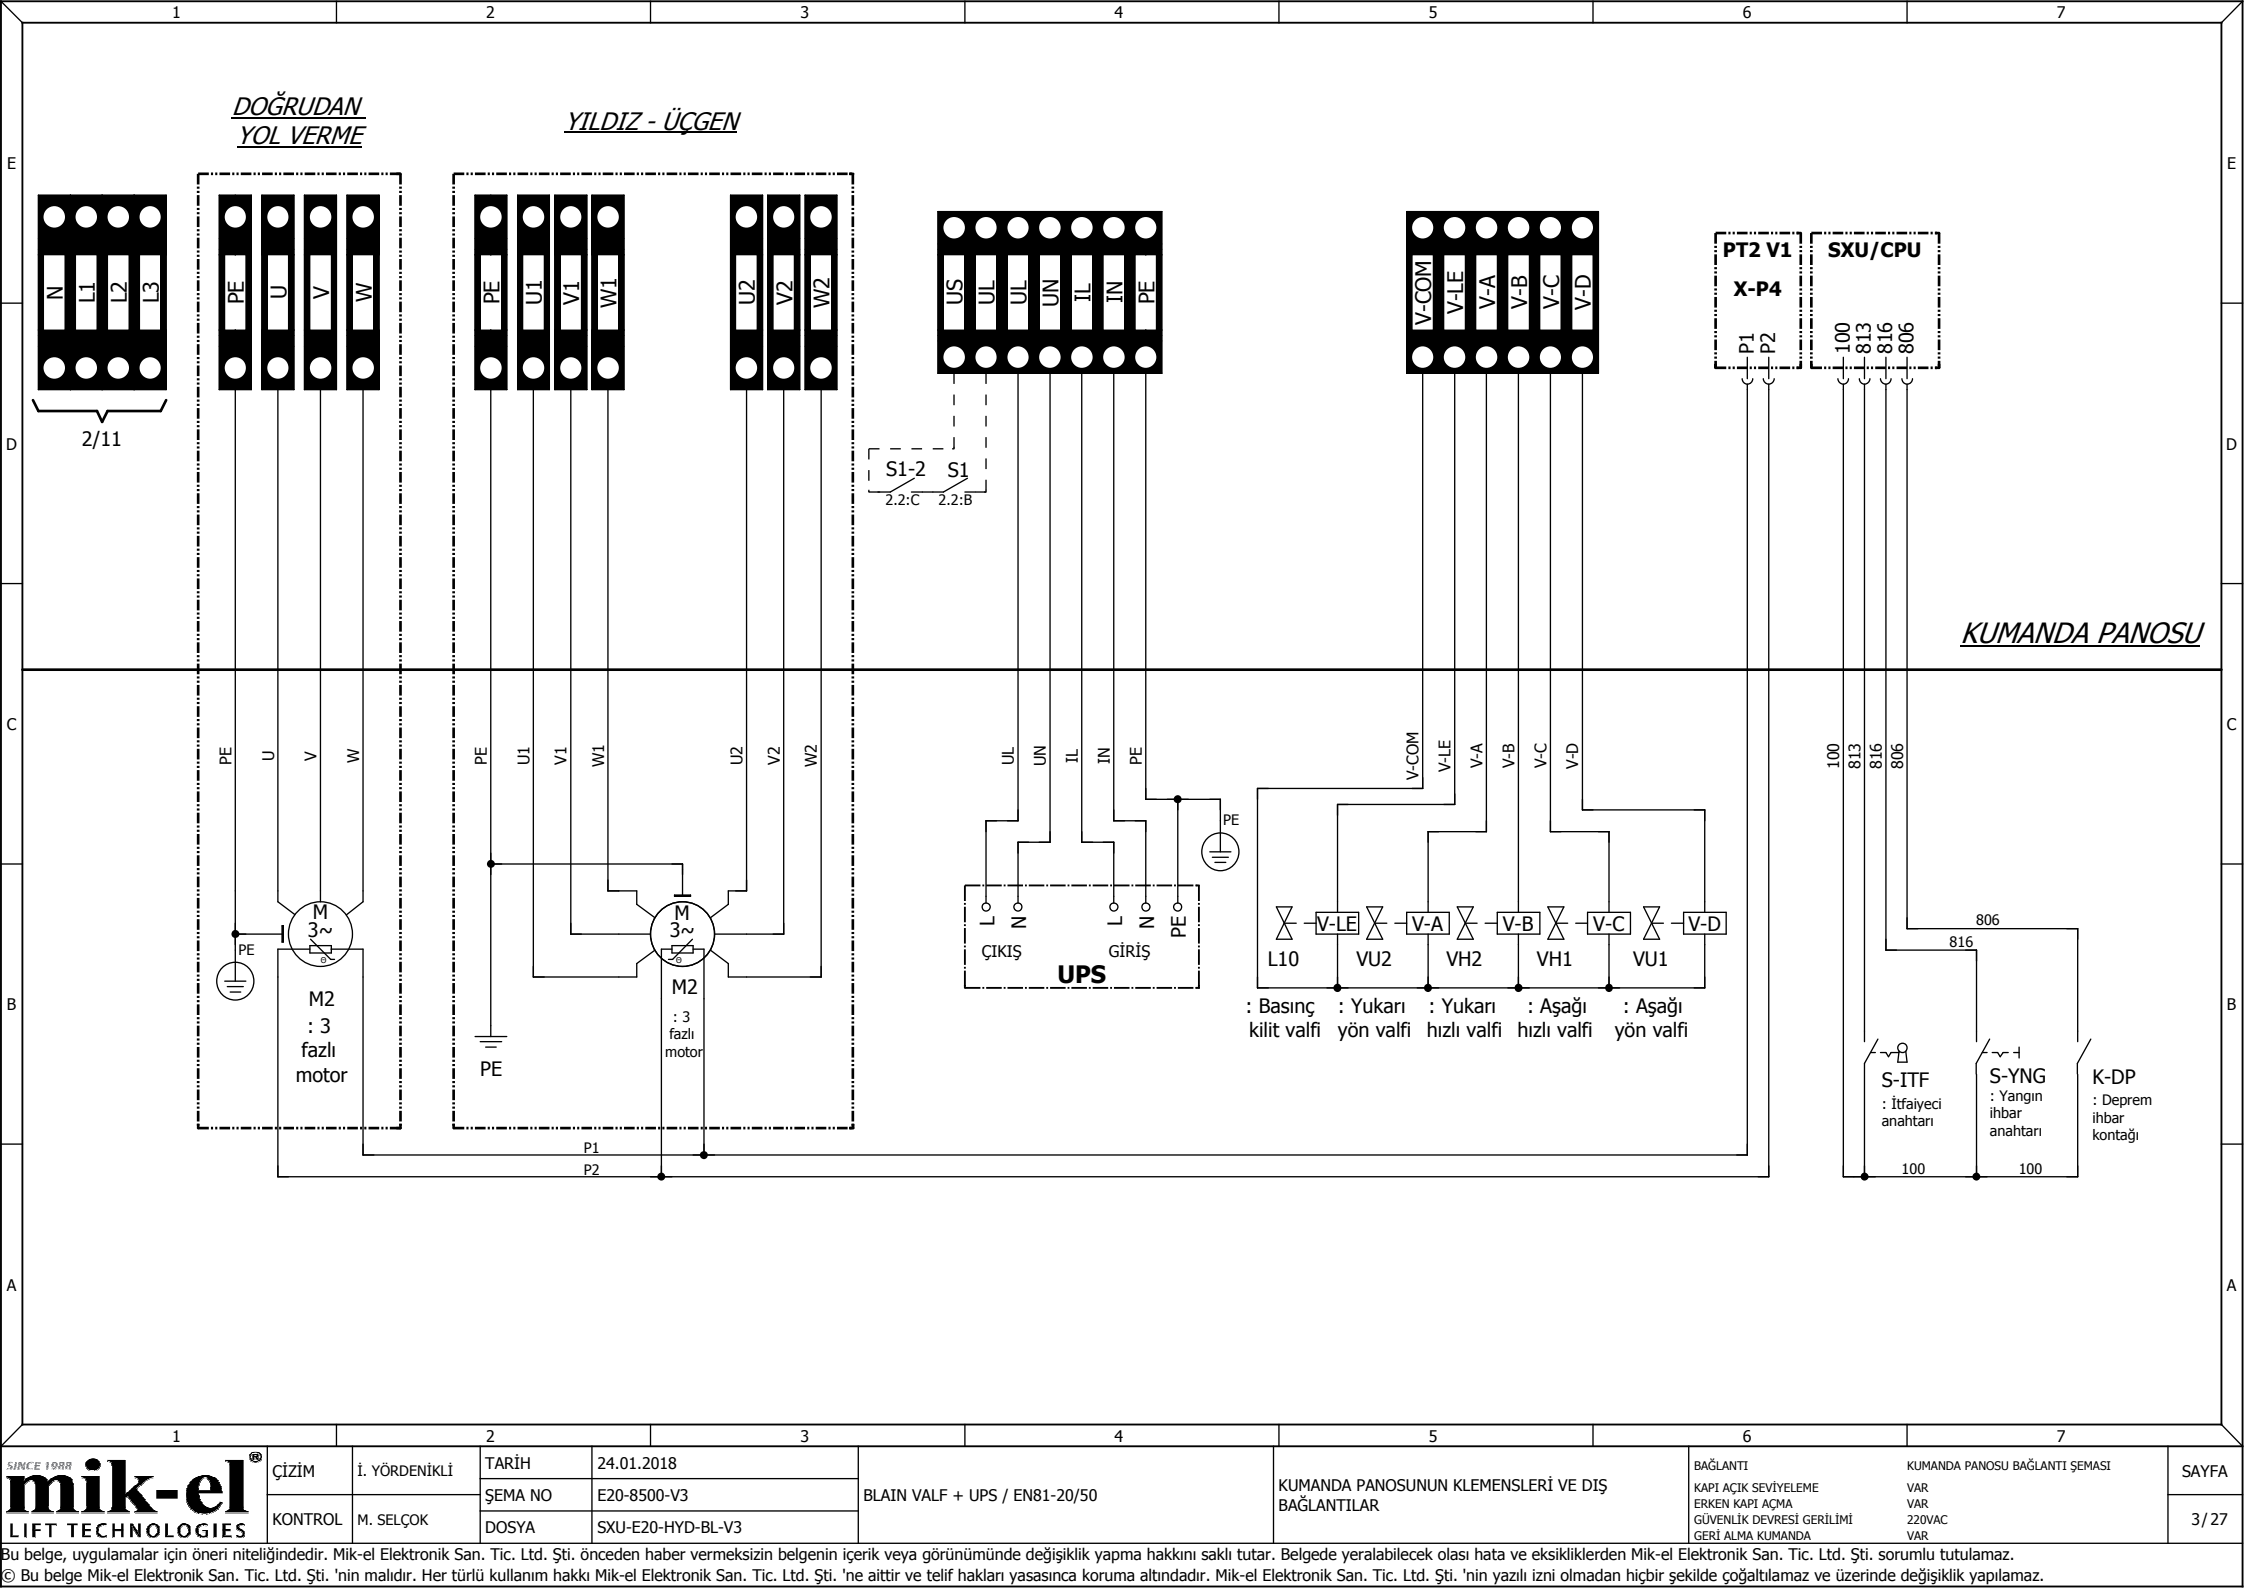 1 2 3 4 5 6 7
DOĞRUDAN
YOL VERME
YILDIZ - ÜÇGEN
E E
N L1 L2 L3
PE U V W
PE U1 V1 W1 U2 V2 W2
US UL UL UN IL IN PE
V-COM V-LE V-A V-B V-C V-D
PT2 V1
X-P4
P1 P2
SXU/CPU
100 813 816 806
2/11
D D
S1-2 S1
2.2:C 2.2:B
KUMANDA PANOSU
C C
PE U V W
PE U1 V1 W1 U2 V2 W2
UL UN IL IN PE
V-COM V-LE V-A V-B V-C V-D
100 813 816 806
PE
M
3~
Θ
PE
M2
: 3
fazlı
motor
M
3~
Θ
M2
: 3
fazlı
motor
PE
L N L N PE
ÇIKIŞ GİRİŞ
UPS
V-LE V-A V-B V-C V-D
L10 VU2 VH2 VH1 VU1
: Basınç
kilit valfi
: Yukarı
yön valfi
: Yukarı
hızlı valfi
: Aşağı
hızlı valfi
: Aşağı
yön valfi
806
816
B B
S-ITF
: İtfaiyeci
anahtarı
S-YNG
: Yangın
ihbar
anahtarı
K-DP
: Deprem
ihbar
kontağı
P1
P2
100 100
A A
1 2 3 4 5 6 7
SINCE 1988
mik-el®
LIFT TECHNOLOGIES
ÇİZİM İ. YÖRDENİKLİ
KONTROL M. SELÇOK
TARİH 24.01.2018
ŞEMA NO E20-8500-V3
DOSYA SXU-E20-HYD-BL-V3
BLAIN VALF + UPS / EN81-20/50
KUMANDA PANOSUNUN KLEMENSLERİ VE DIŞ
BAĞLANTILAR
BAĞLANTI KUMANDA PANOSU BAĞLANTI ŞEMASI
KAPI AÇIK SEVİYELEME VAR
ERKEN KAPI AÇMA VAR
GÜVENLİK DEVRESİ GERİLİMİ 220VAC
GERİ ALMA KUMANDA VAR
SAYFA
3/27
Bu belge, uygulamalar için öneri niteliğindedir. Mik-el Elektronik San. Tic. Ltd. Şti. önceden haber vermeksizin belgenin içerik veya görünümünde değişiklik yapma hakkını saklı tutar. Belgede yeralabilecek olası hata ve eksikliklerden Mik-el Elektronik San. Tic. Ltd. Şti. sorumlu tutulamaz.
© Bu belge Mik-el Elektronik San. Tic. Ltd. Şti. 'nin malıdır. Her türlü kullanım hakkı Mik-el Elektronik San. Tic. Ltd. Şti. 'ne aittir ve telif hakları yasasınca koruma altındadır. Mik-el Elektronik San. Tic. Ltd. Şti. 'nin yazılı izni olmadan hiçbir şekilde çoğaltılamaz ve üzerinde değişiklik yapılamaz.